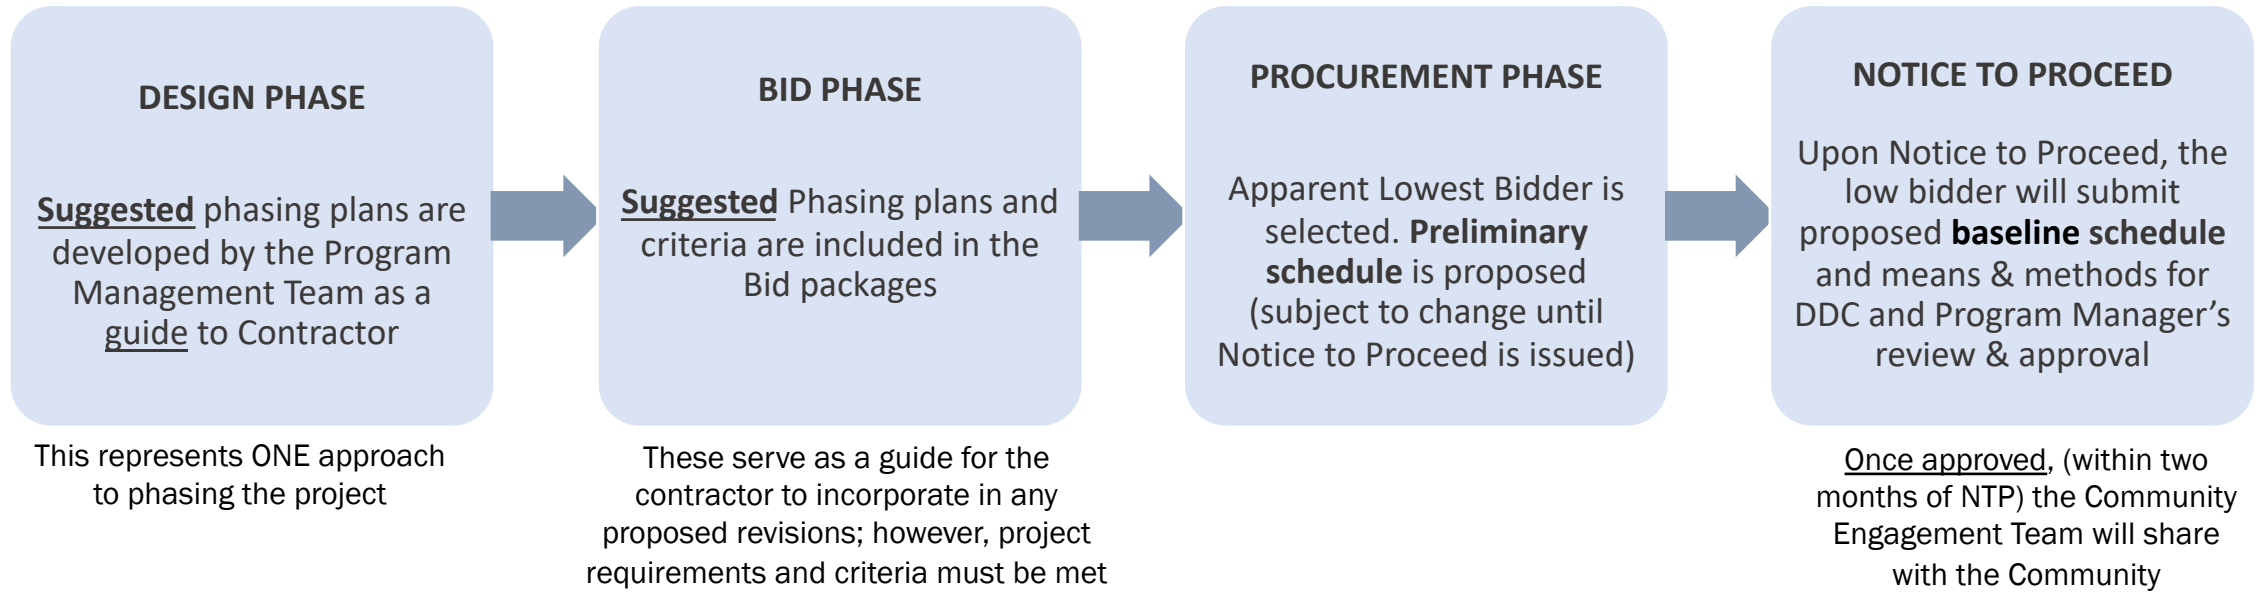 DESIGN PHASE
Suggested phasing plans are
developed by the Program
Management Team as a
guide to Contractor
This represents ONE approach
to phasing the project
BID PHASE
Suggested Phasing plans and
criteria are included in the
Bid packages
These serve as a guide for the
contractor to incorporate in any
proposed revisions; however, project
requirements and criteria must be met
PROCUREMENT PHASE
Apparent Lowest Bidder is
selected. Preliminary
schedule is proposed
(subject to change until
Notice to Proceed is issued)
NOTICE TO PROCEED
Upon Notice to Proceed, the
low bidder will submit
proposed baseline schedule
and means & methods for
DDC and Program Manager’s
review & approval
Once approved, (within two
months of NTP) the Community
Engagement Team will share
with the Community